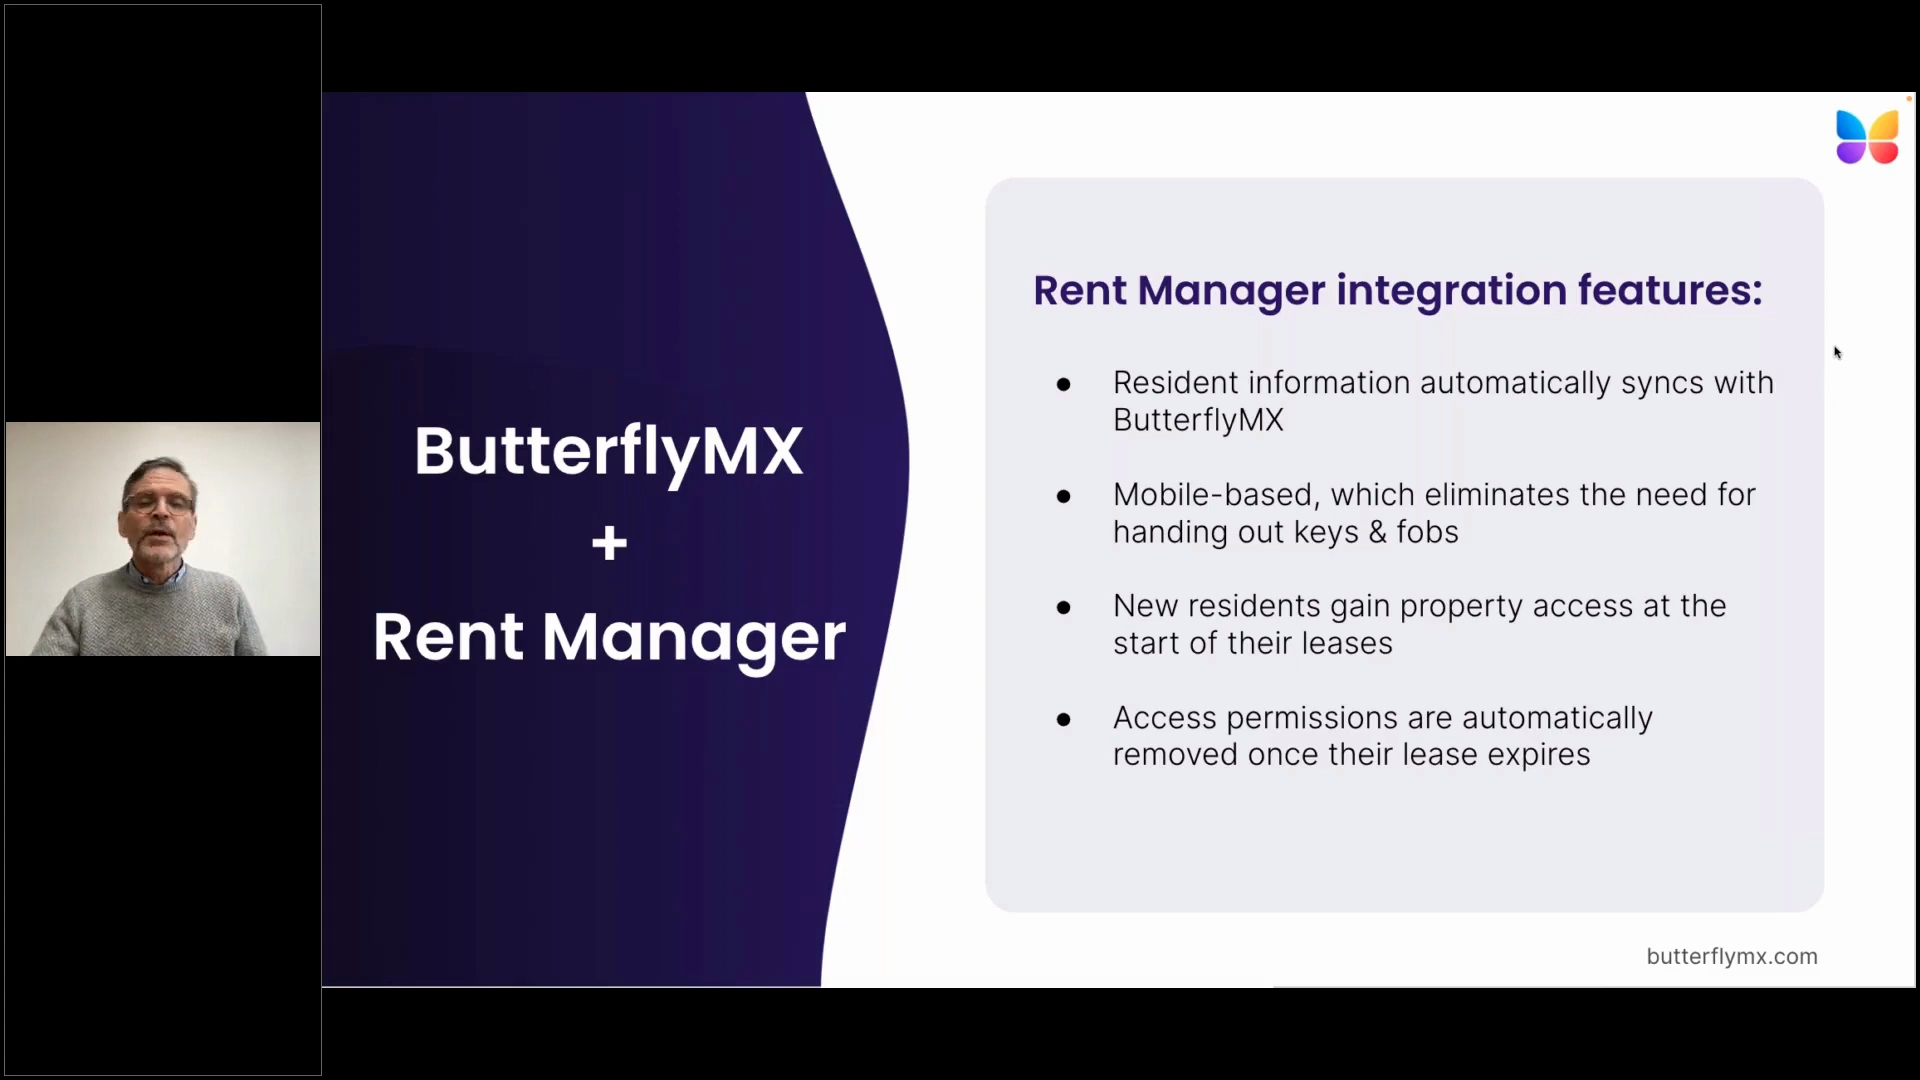 ButterflyMX
+
Rent Manager
Rent Manager integration features:
● Resident information automatically syncs with
ButterflyMX
● Mobile-based, which eliminates the need for
handing out keys & fobs
● New residents gain property access at the
start of their leases
● Access permissions are automatically
removed once their lease expires
butterflymx.com